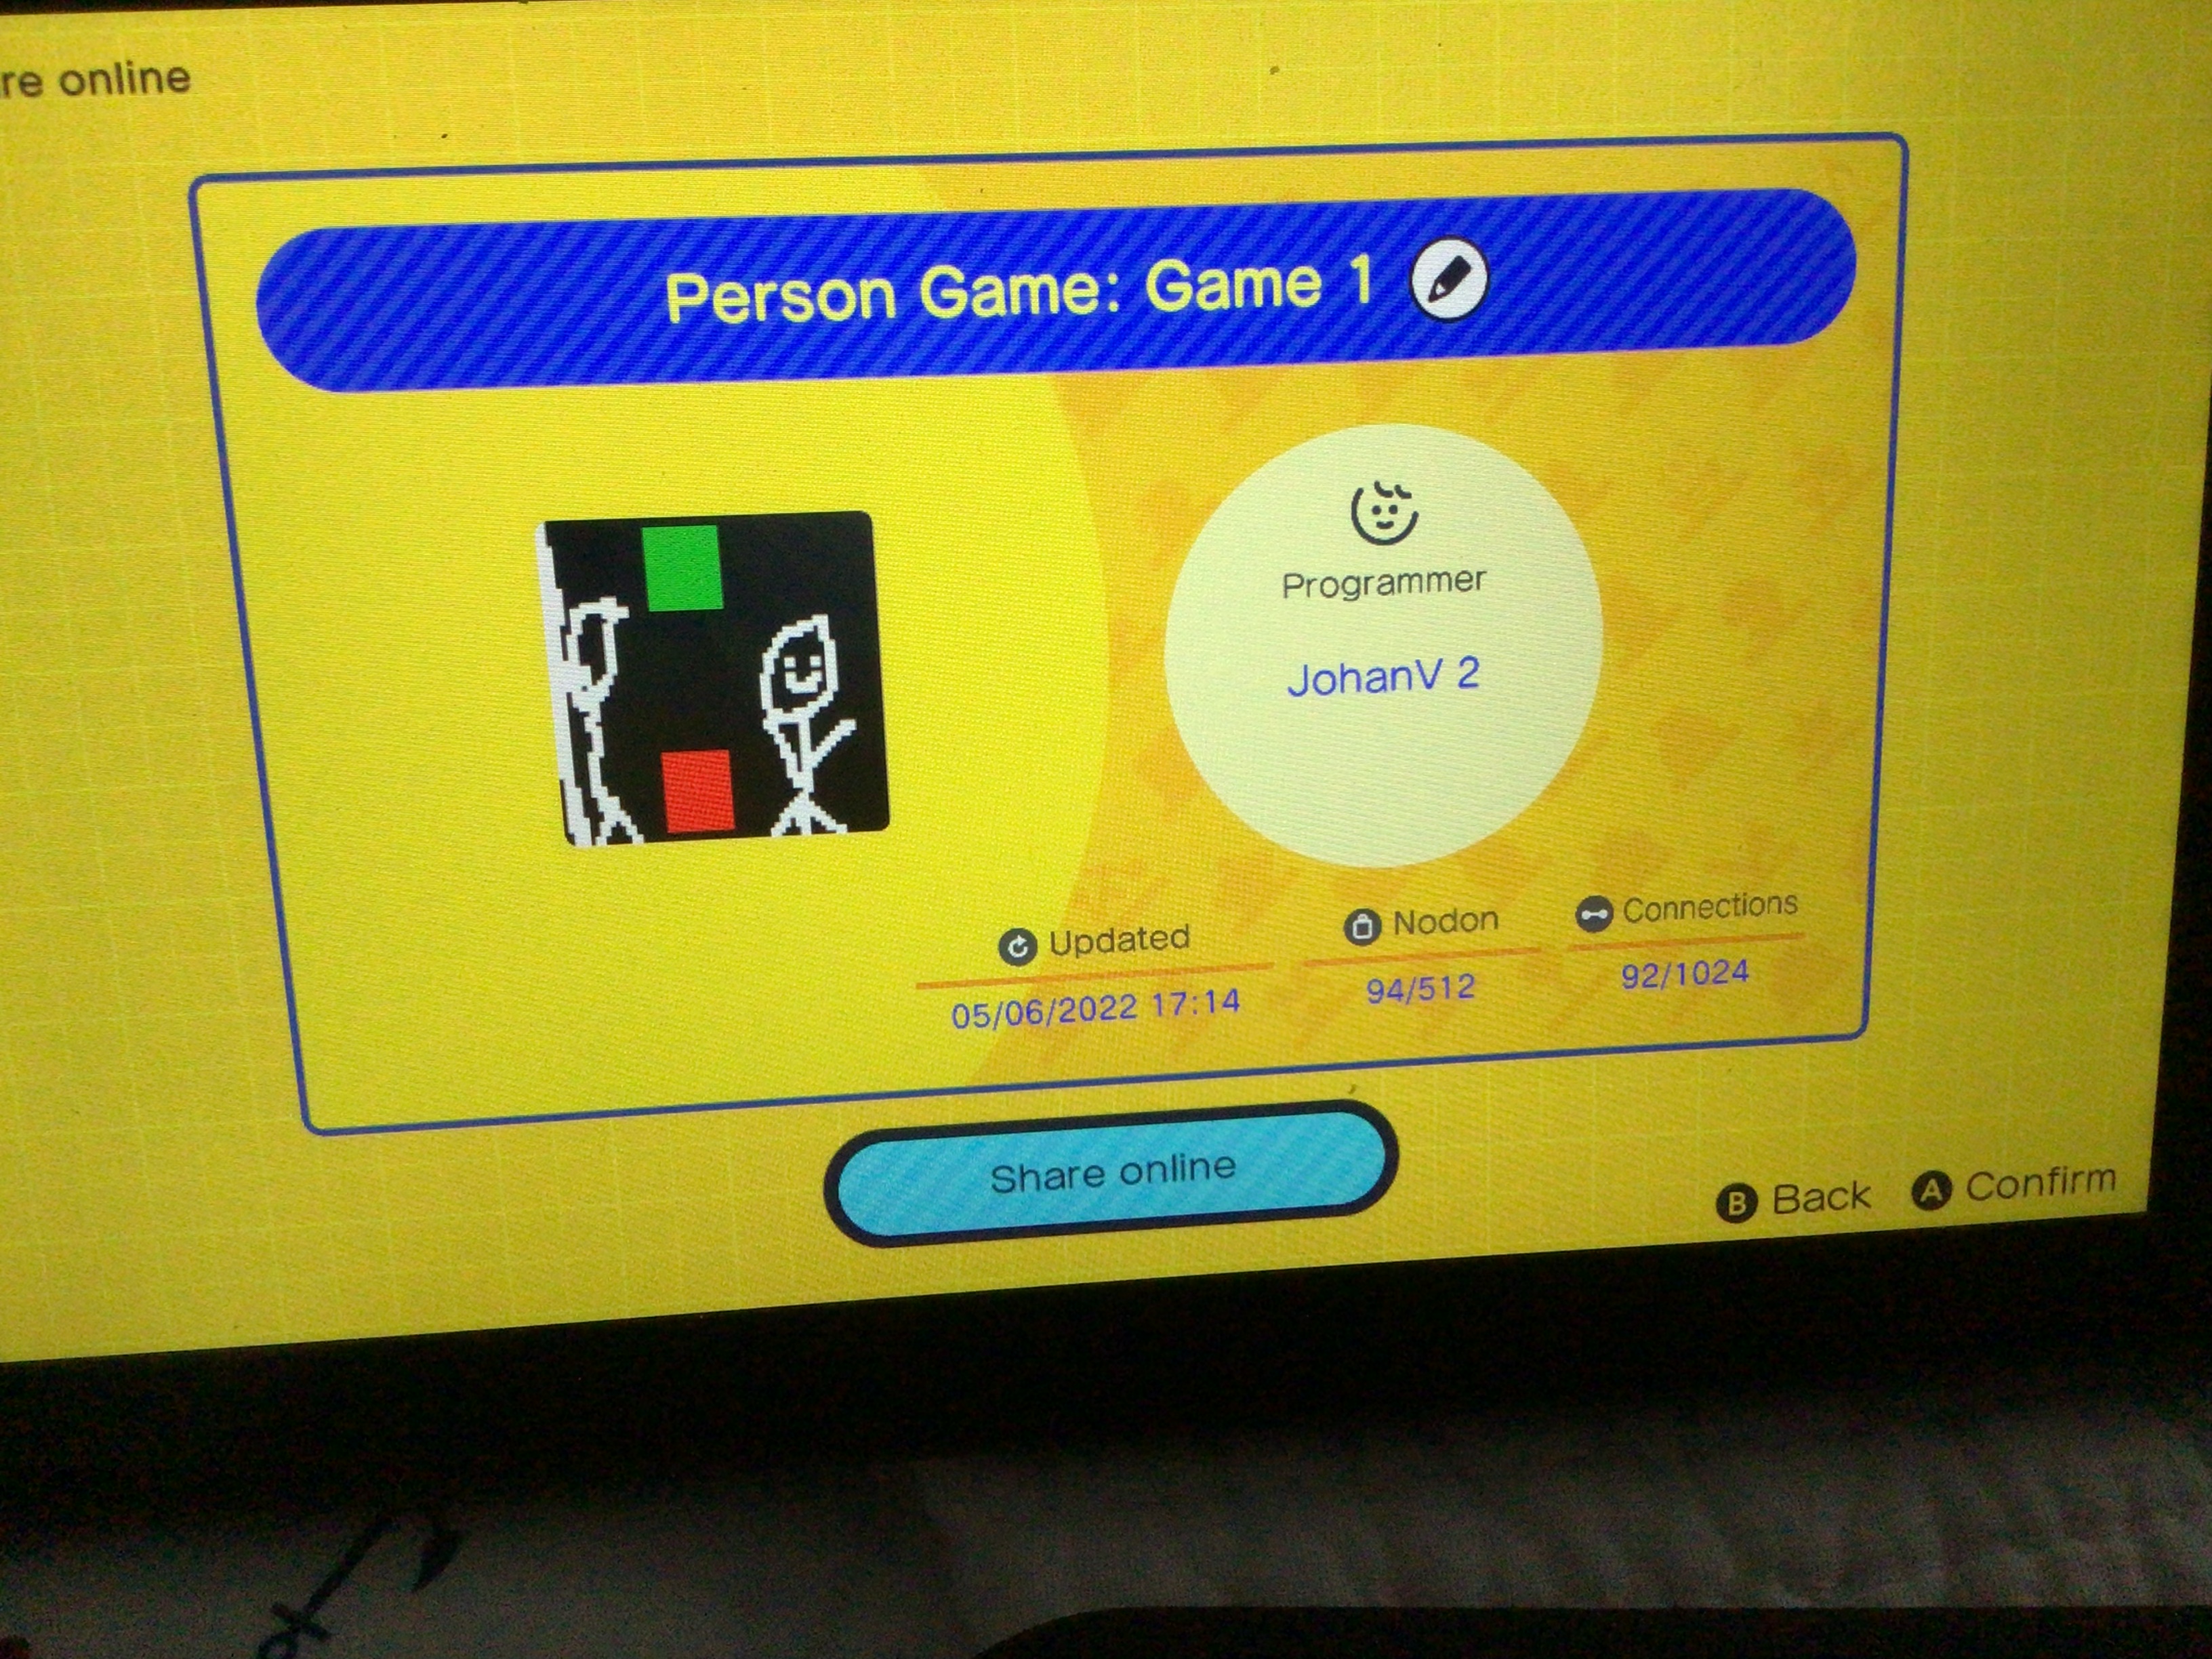 re online
Person Game: Game 1
Programmer
JohanV 2
Updated
Nodon
Connections
05/06/2022 17:14
94/512
92/1024
Share online
B Back
A Confirm